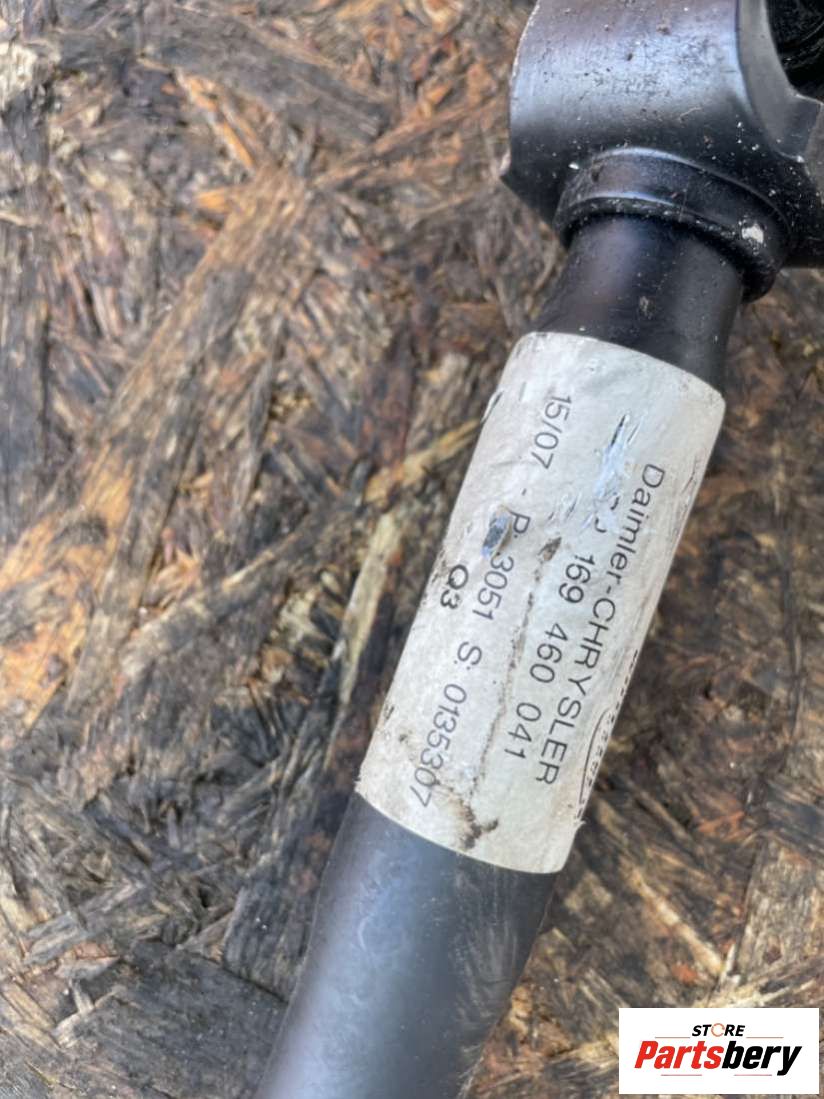 Daimler-CHRYSLER
169 460 041
15/07 - P 3051 S. 0135307
Q3
STORE
Partsbery